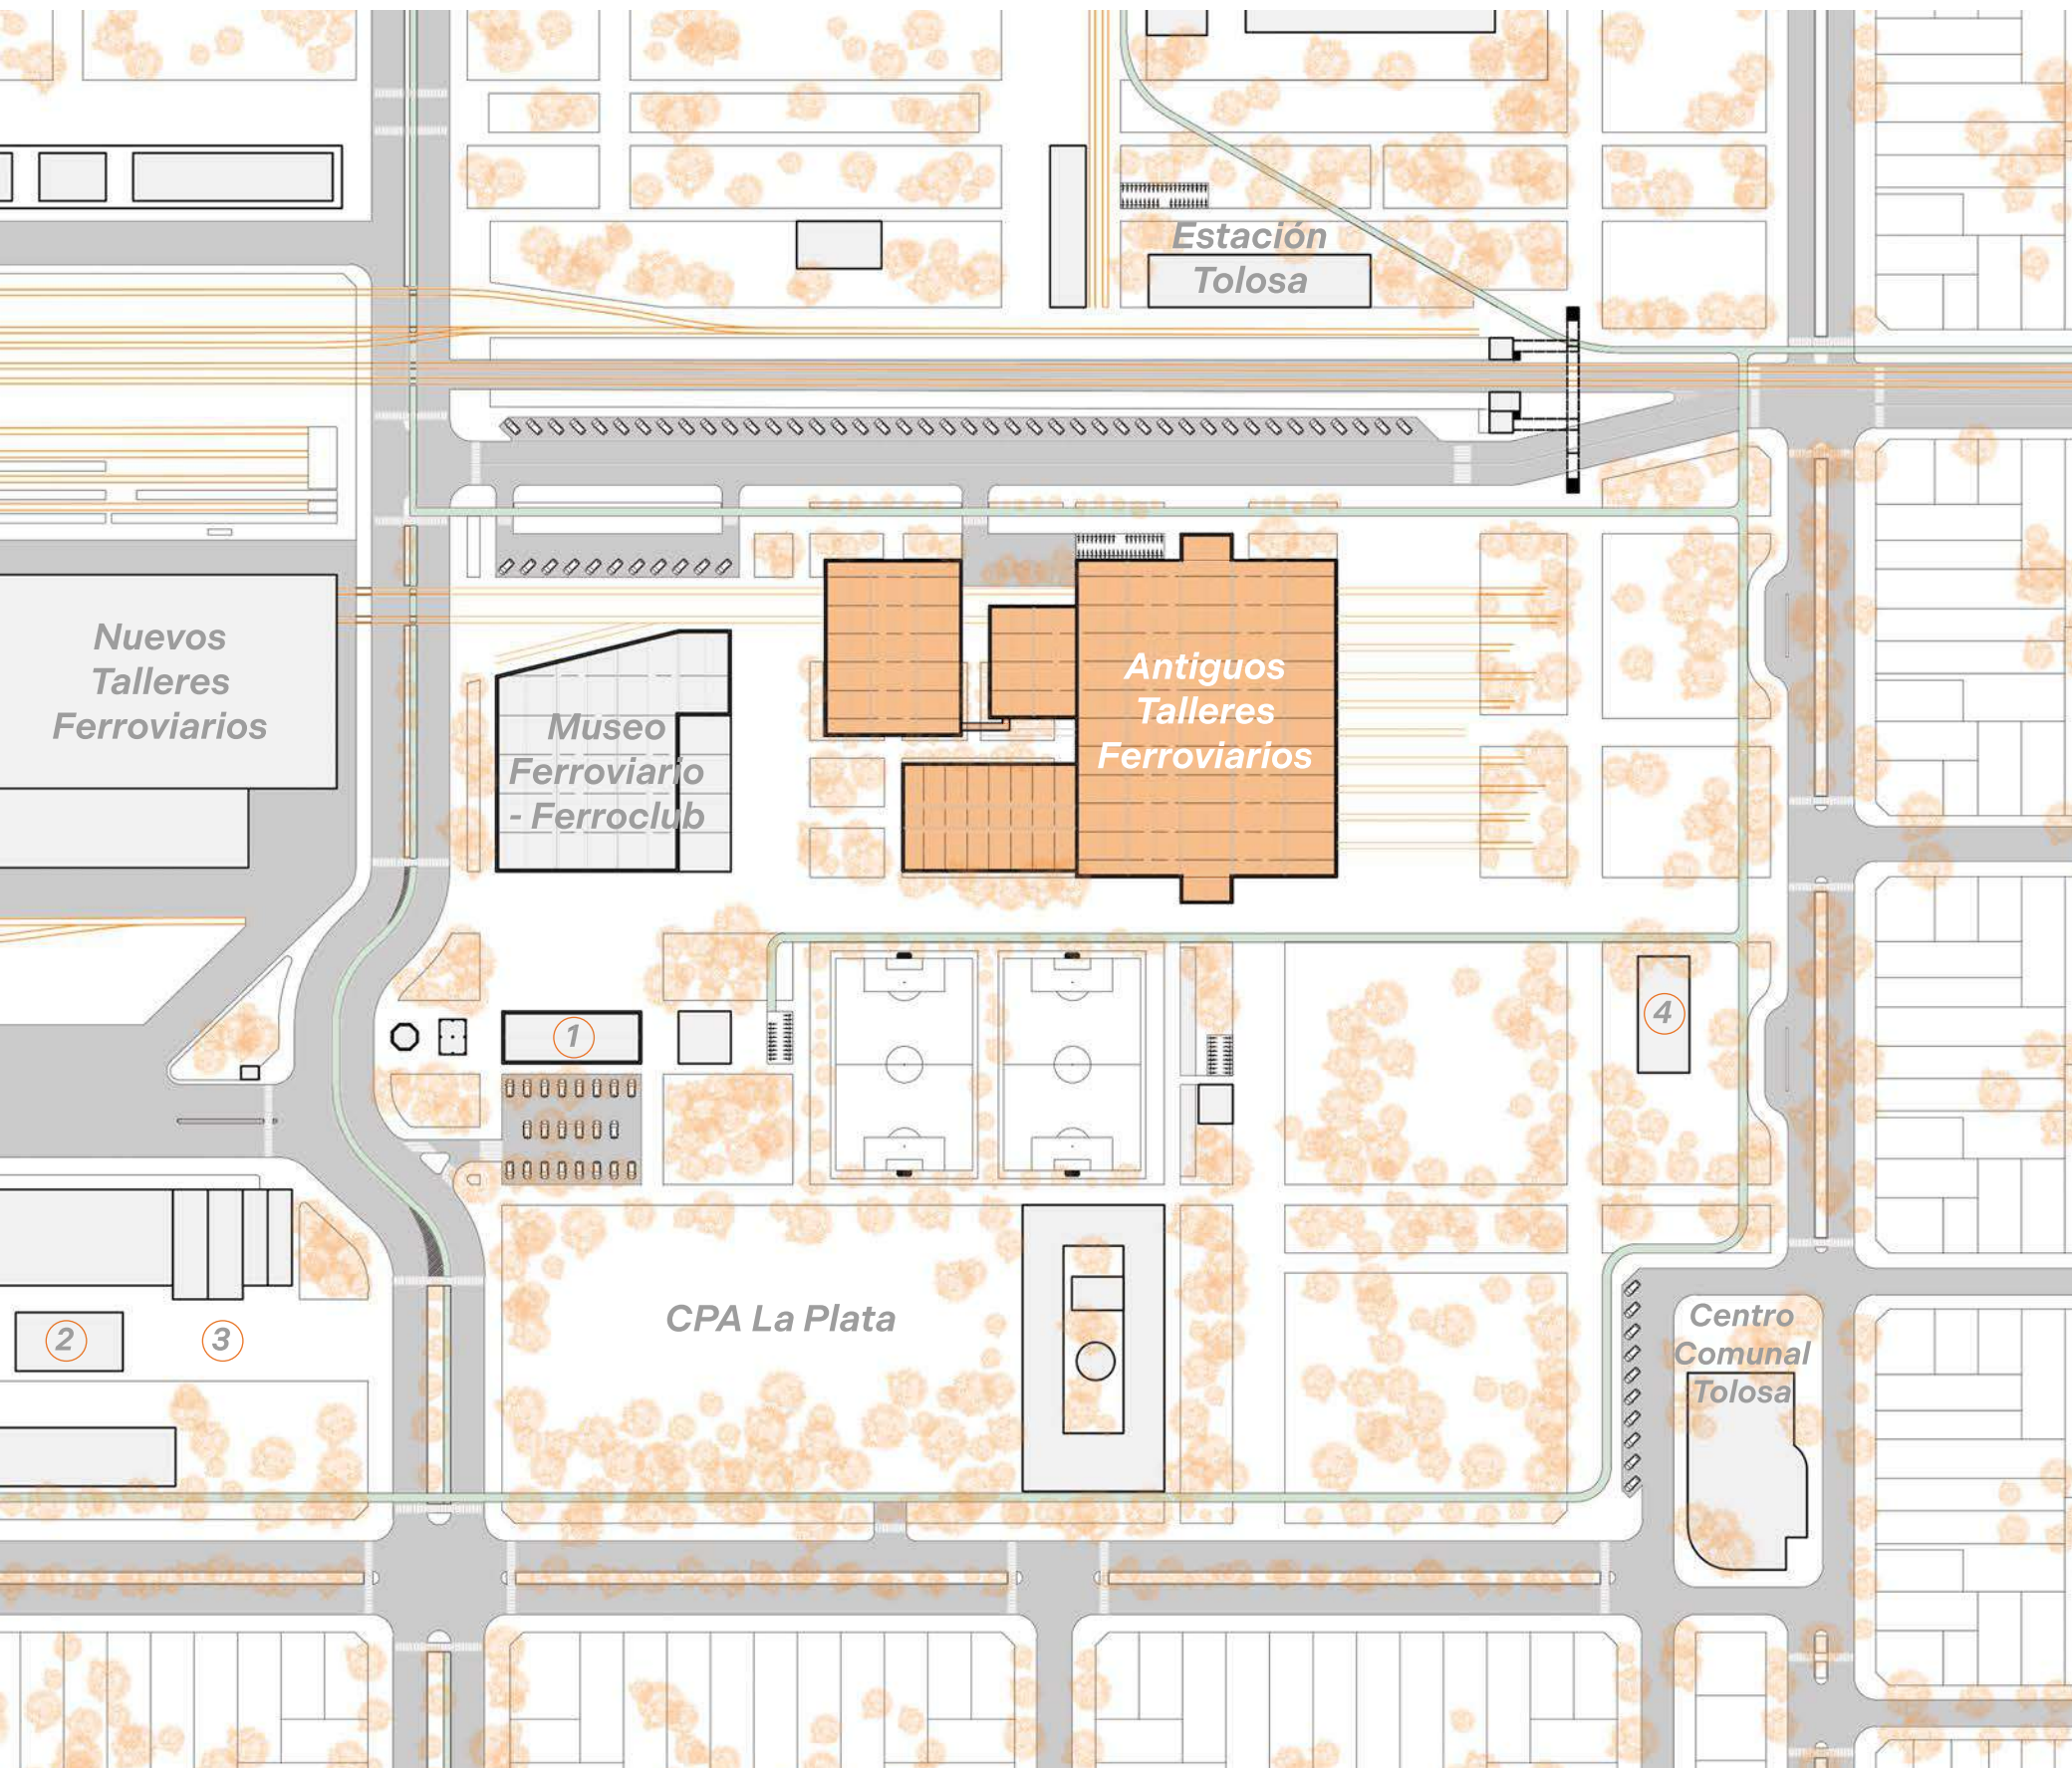 Estación
Tolosa
Nuevos
Talleres
Ferroviarios
Museo
Ferroviario
- Ferroclub
Antiguos
Talleres
Ferroviarios
1
4
2
3
CPA La Plata
Centro
Comunal
Tolosa